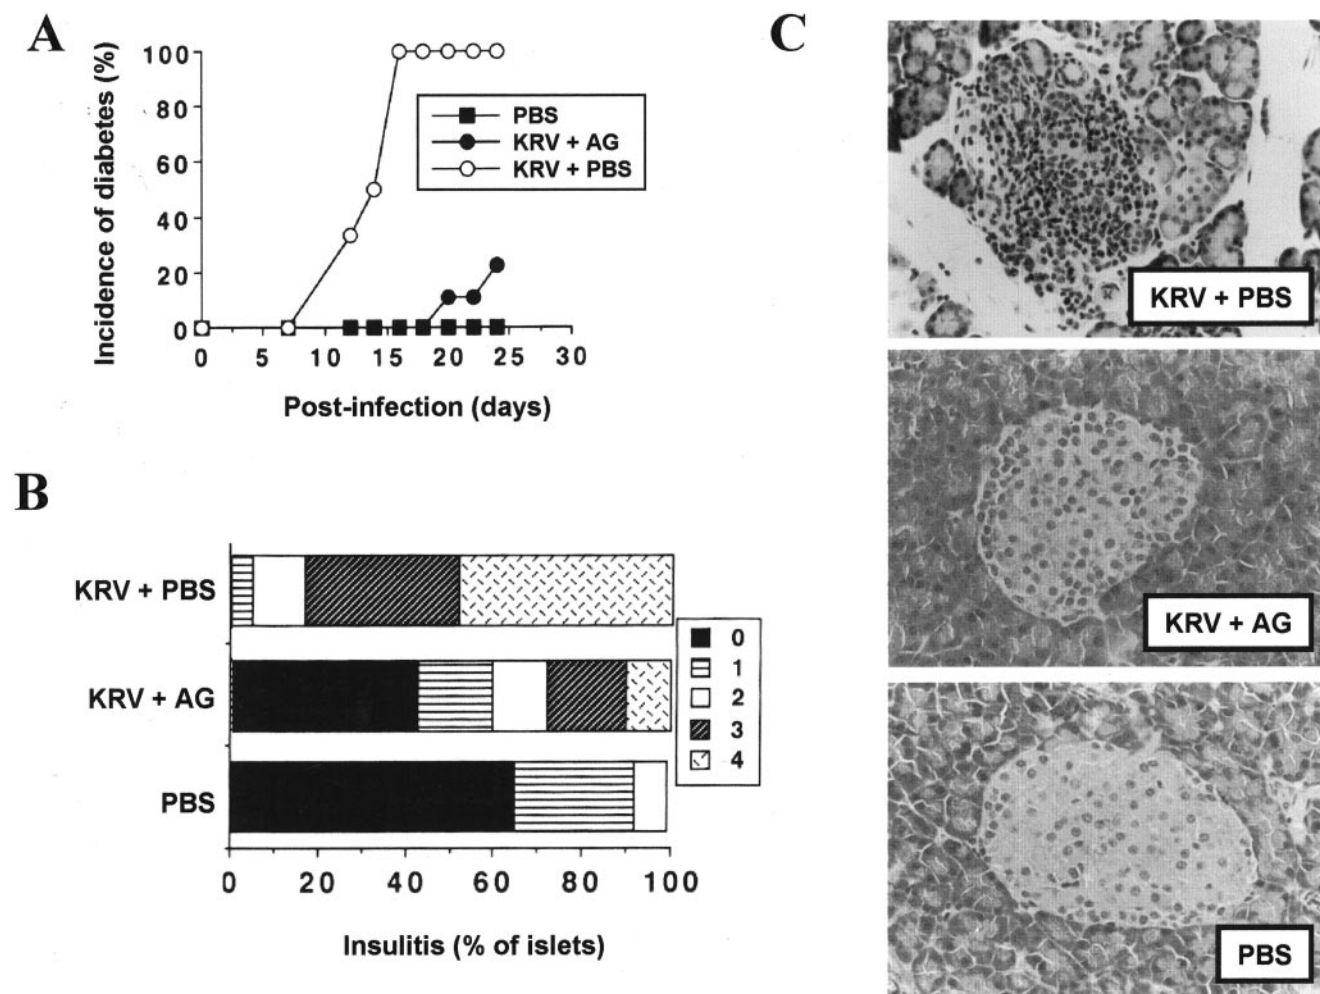 A
Incidence of diabetes (%)
100
80
60
40
20
0
0 5 10 15 20 25 30
Post-infection (days)
PBS
KRV + AG
KRV + PBS
B
KRV + PBS
KRV + AG
PBS
0 20 40 60 80 100
Insulitis (% of islets)
0
1
2
3
4
C
KRV + PBS
KRV + AG
PBS